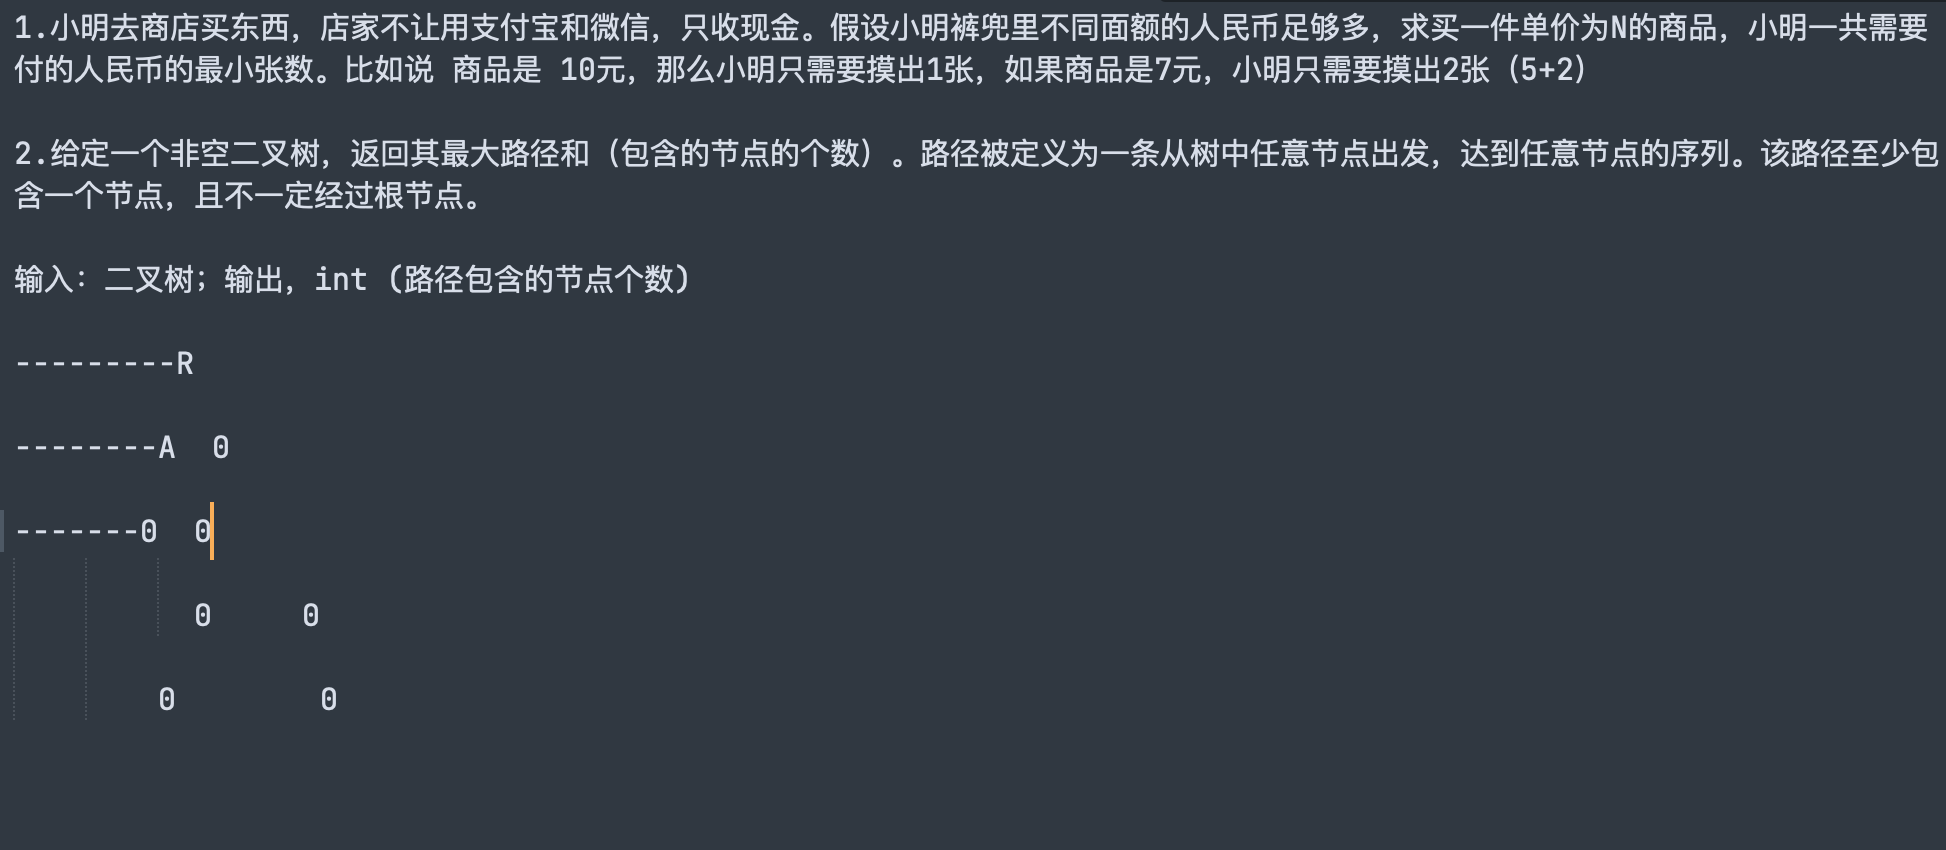 1.小明去商店买东西，店家不让用支付宝和微信，只收现金。假设小明裤兜里不同面额的人民币足够多，求买一件单价为N的商品，小明一共需要
付的人民币的最小张数。比如说 商品是 10元，那么小明只需要摸出1张，如果商品是7元，小明只需要摸出2张（5+2）
2.给定一个非空二叉树，返回其最大路径和（包含的节点的个数）。路径被定义为一条从树中任意节点出发，达到任意节点的序列。该路径至少包
含一个节点，且不一定经过根节点。
输入：二叉树；输出，int（路径包含的节点个数）
---------R
--------A  0
-------0  0
0     0
0        0